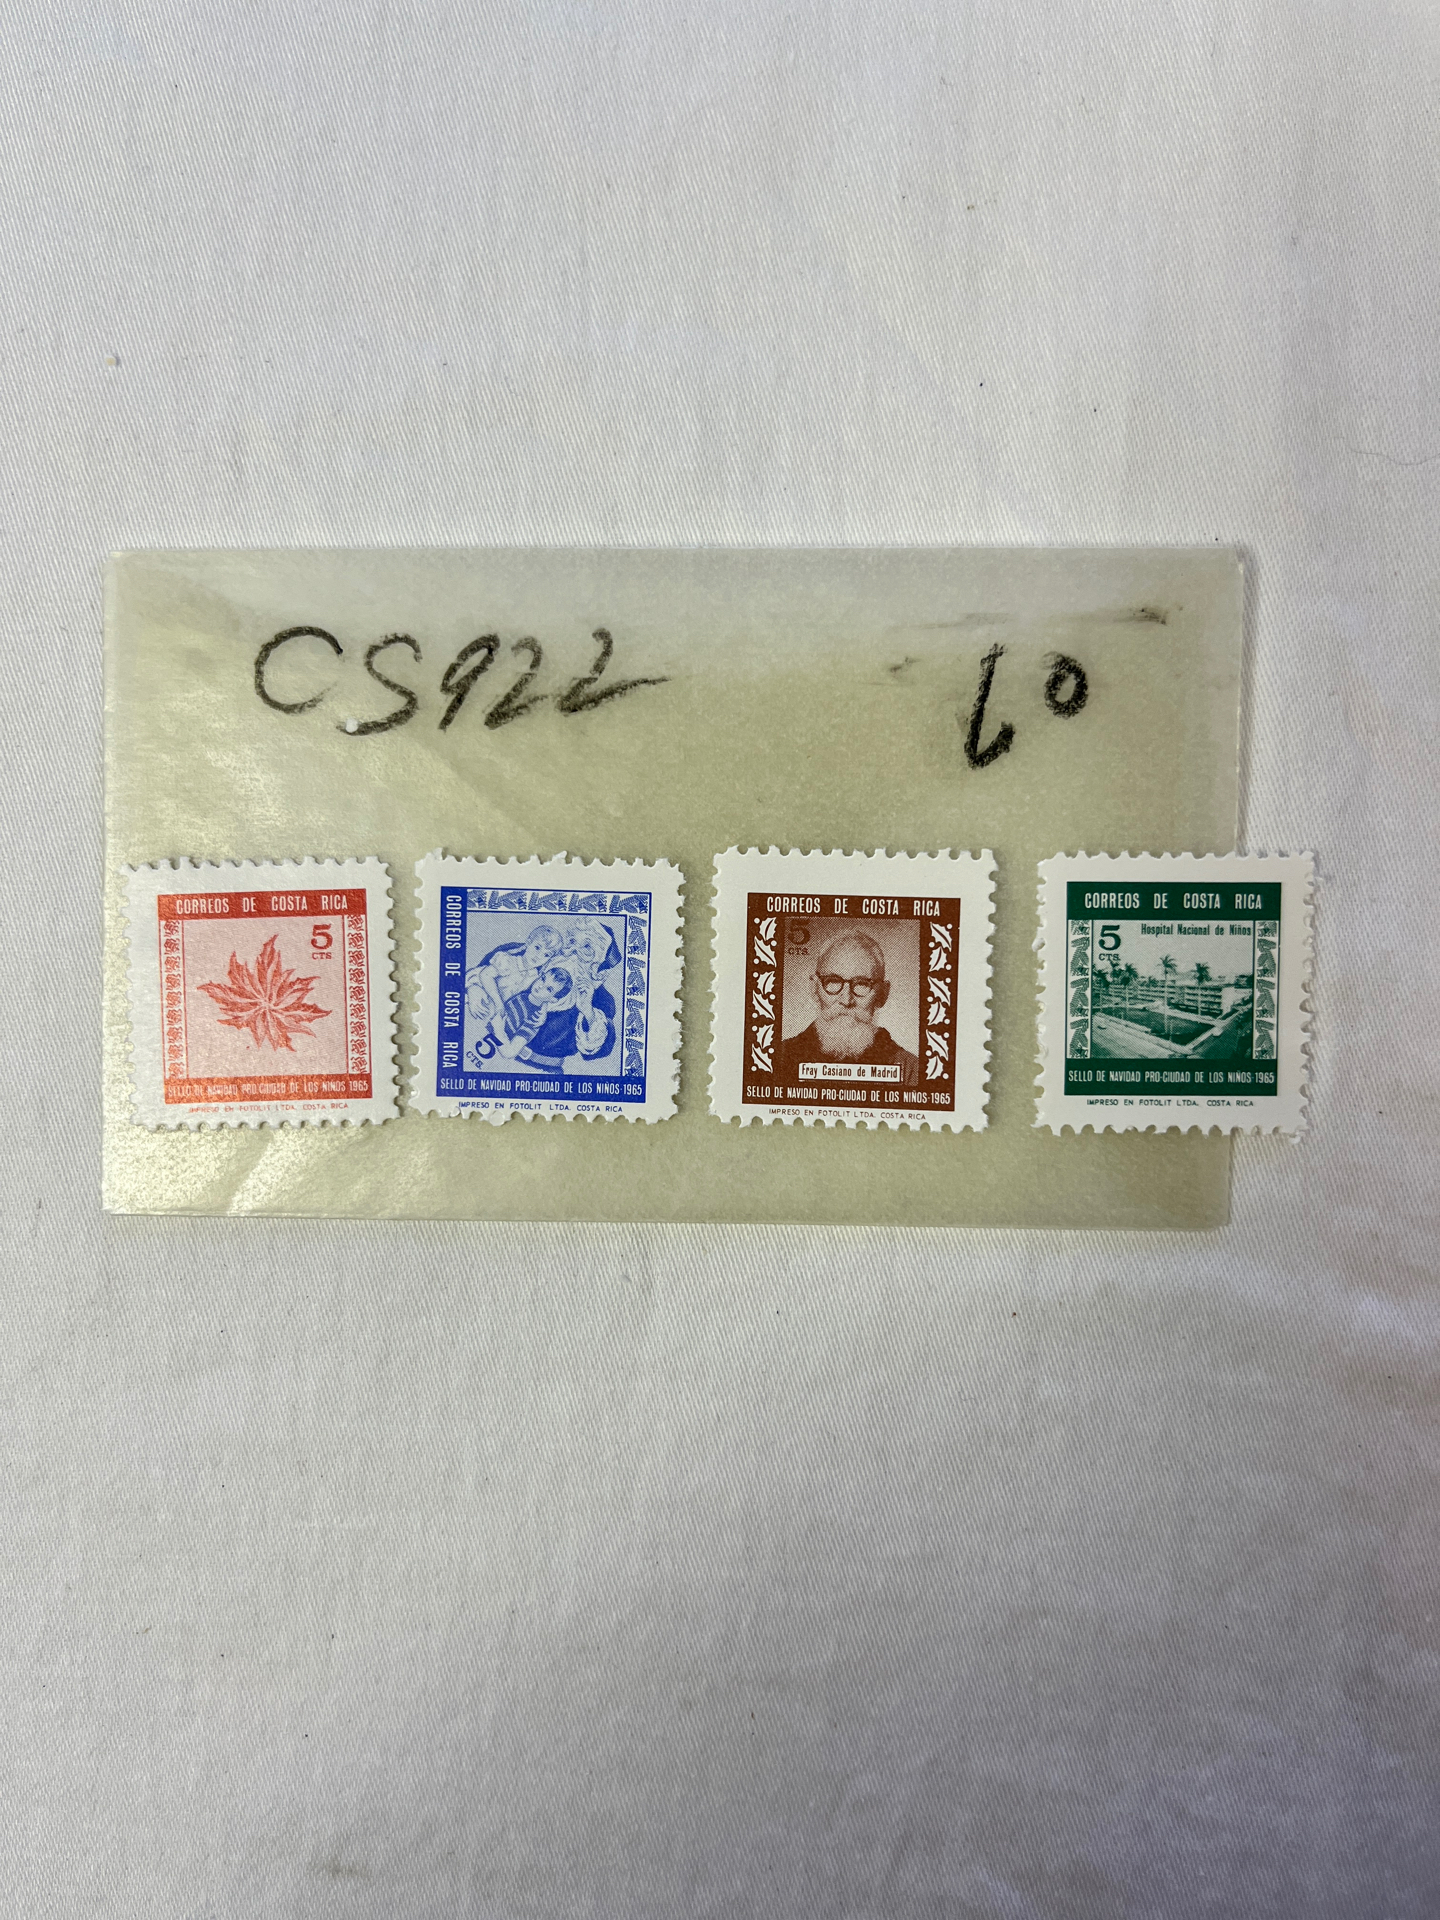 CS922
60
CORREOS DE COSTA RICA
5
CTS.
SELLO DE NAVIDAD PRO-CIUDAD DE LOS NIÑOS-1965
IMPRESO EN FOTOLIT LTDA. COSTA RICA
CORREOS DE COSTA RICA
5
CTS.
SELLO DE NAVIDAD PRO-CIUDAD DE LOS NIÑOS-1965
IMPRESO EN FOTOLIT LTDA. COSTA RICA
CORREOS DE COSTA RICA
5
CTS.
Fray Casiano de Madrid
SELLO DE NAVIDAD PRO-CIUDAD DE LOS NIÑOS-1965
IMPRESO EN FOTOLIT LTDA. COSTA RICA
CORREOS DE COSTA RICA
Hospital Nacional de Niños
5
CTS.
SELLO DE NAVIDAD PRO-CIUDAD DE LOS NIÑOS-1965
IMPRESO EN FOTOLIT LTDA. COSTA RICA